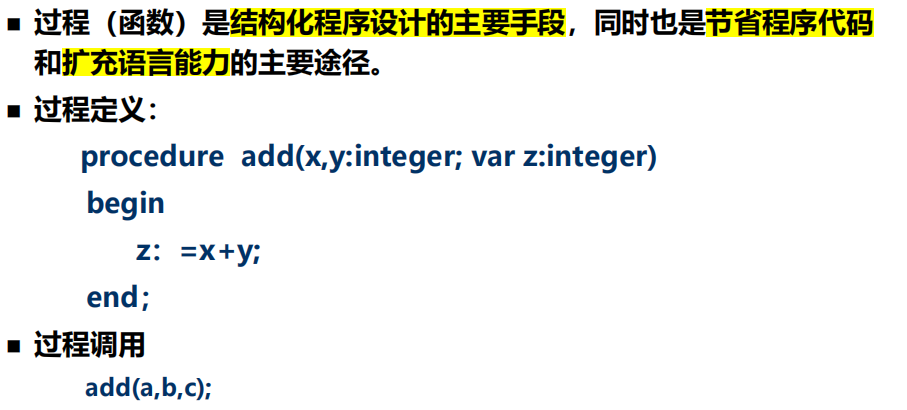 ■ 过程（函数）是结构化程序设计的主要手段，同时也是节省程序代码
和扩充语言能力的主要途径。
■ 过程定义：
procedure add(x,y:integer; var z:integer)
begin
z：=x+y;
end；
■ 过程调用
add(a,b,c);